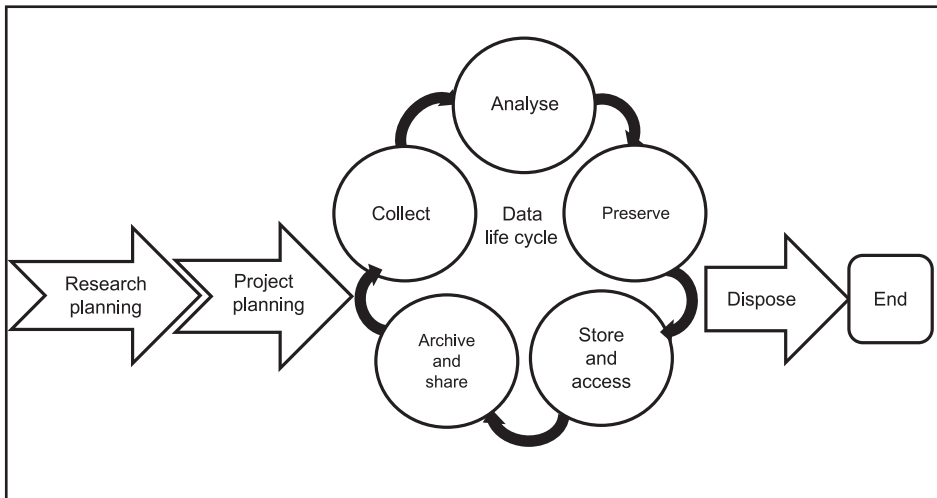 Research
planning
Project
planning
Collect
Analyse
Preserve
Store
and
access
Archive
and
share
Data
life cycle
Dispose
End